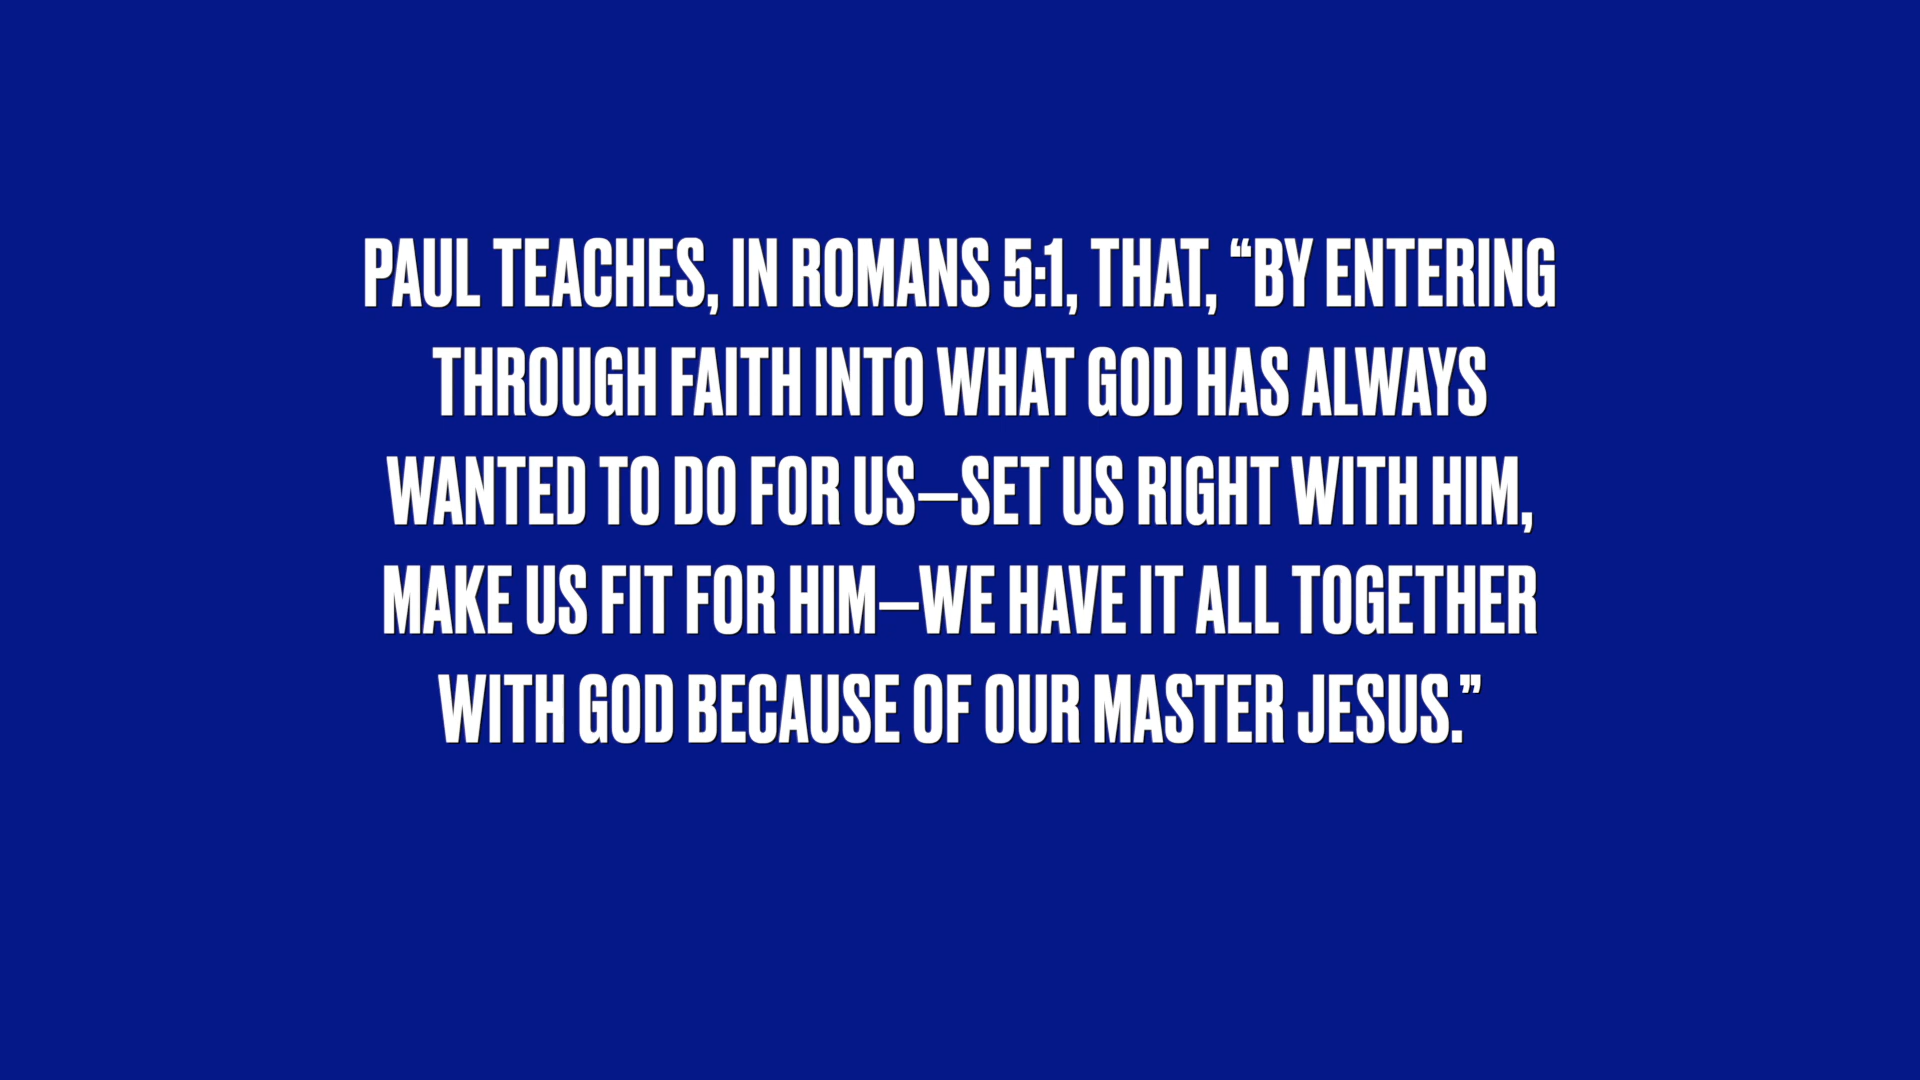 PAUL TEACHES, IN ROMANS 5:1, THAT, “BY ENTERING
THROUGH FAITH INTO WHAT GOD HAS ALWAYS
WANTED TO DO FOR US—SET US RIGHT WITH HIM,
MAKE US FIT FOR HIM—WE HAVE IT ALL TOGETHER
WITH GOD BECAUSE OF OUR MASTER JESUS.”